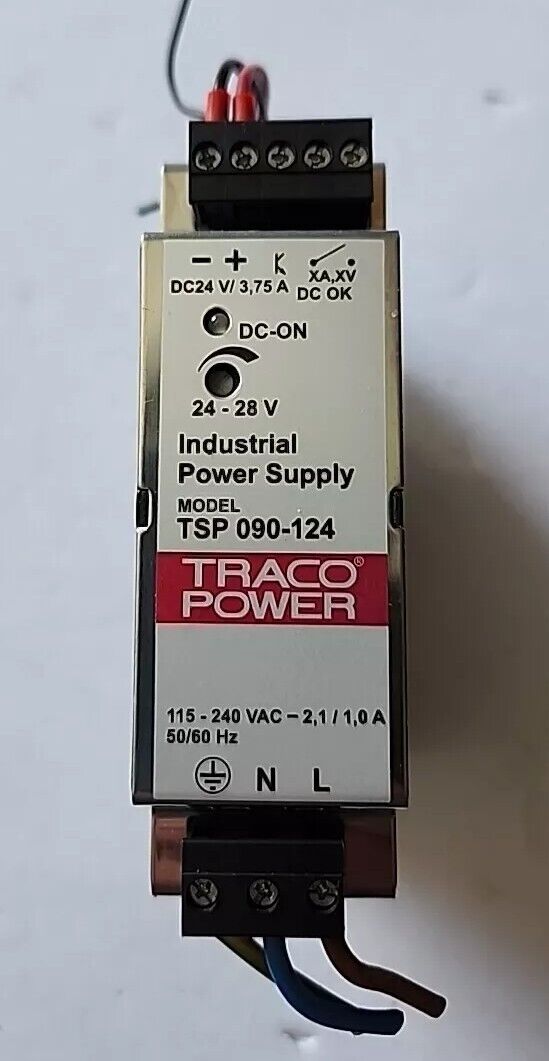 − +
XA,XV
DC24 V/ 3,75 A DC OK
DC-ON
24 - 28 V
Industrial
Power Supply
MODEL
TSP 090-124
TRACO®
POWER
115 - 240 VAC – 2,1 / 1,0 A
50/60 Hz
N L